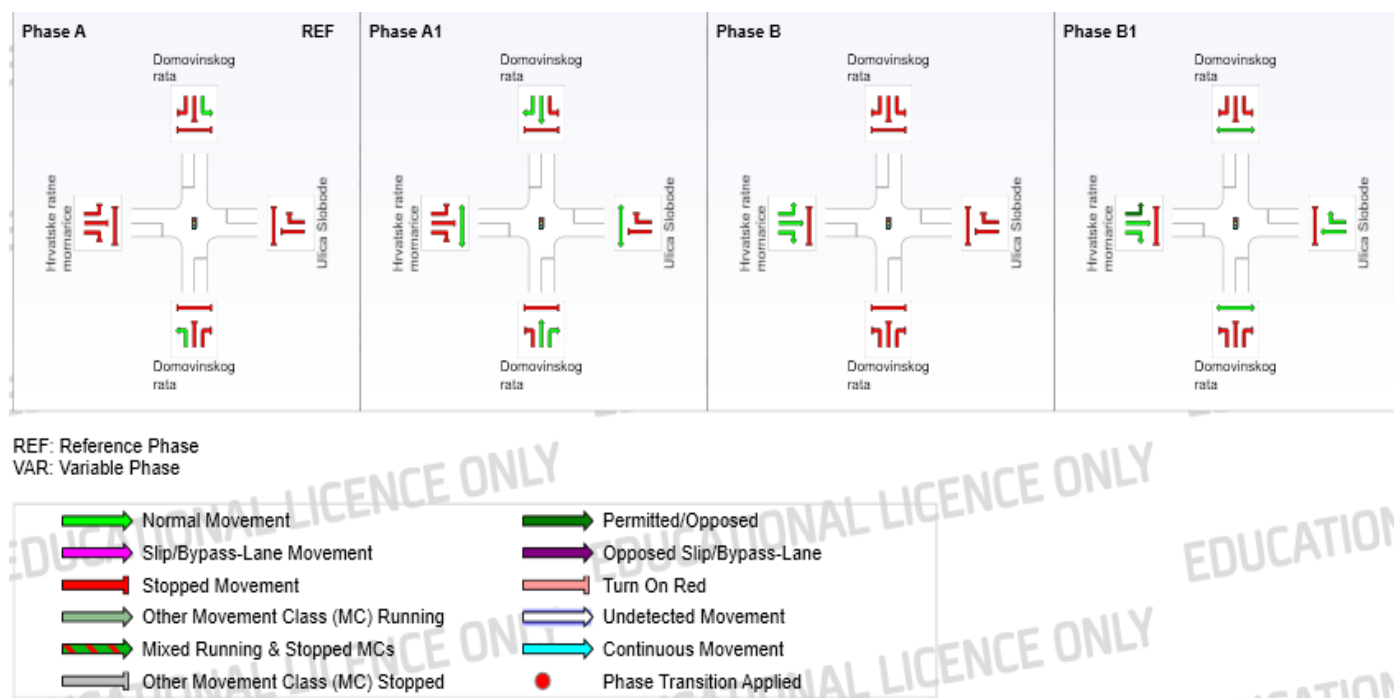 Phase A REF Phase A1 Phase B Phase B1
Domovinskog Domovinskog Domovinskog Domovinskog
rata rata rata rata
Hrvatske ratne
mornarice
Ulica Slobode
Hrvatske ratne
mornarice
Ulica Slobode
Hrvatske ratne
mornarice
Ulica Slobode
Hrvatske ratne
mornarice
Ulica Slobode
Domovinskog Domovinskog Domovinskog Domovinskog
rata rata rata rata
REF: Reference Phase
VAR: Variable Phase
Normal Movement Permitted/Opposed
Slip/Bypass-Lane Movement Opposed Slip/Bypass-Lane
Stopped Movement Turn On Red
Other Movement Class (MC) Running Undetected Movement
Mixed Running & Stopped MCs Continuous Movement
Other Movement Class (MC) Stopped Phase Transition Applied
EDUCATIONAL LICENCE ONLY
EDUCATIONAL LICENCE ONLY
EDUCATION